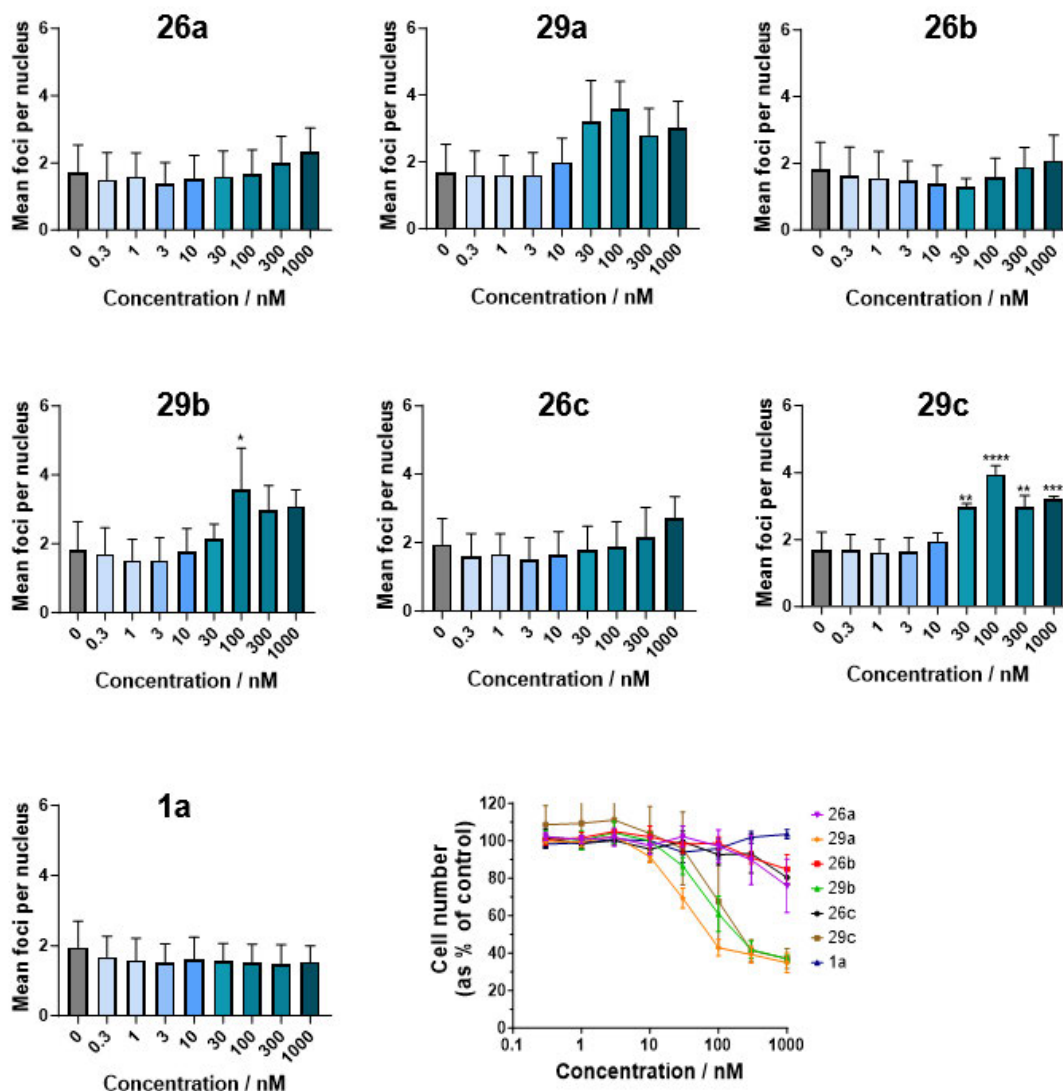 26a
Mean foci per nucleus
6
4
2
0
0 0.3 1 3 10 30 100 300 1000
Concentration / nM
29a
Mean foci per nucleus
6
4
2
0
0 0.3 1 3 10 30 100 300 1000
Concentration / nM
26b
Mean foci per nucleus
6
4
2
0
0 0.3 1 3 10 30 100 300 1000
Concentration / nM
29b
Mean foci per nucleus
6
4
2
0
*
0 0.3 1 3 10 30 100 300 1000
Concentration / nM
26c
Mean foci per nucleus
6
4
2
0
0 0.3 1 3 10 30 100 300 1000
Concentration / nM
29c
Mean foci per nucleus
6
4
2
0
** **** ** ***
0 0.3 1 3 10 30 100 300 1000
Concentration / nM
1a
Mean foci per nucleus
6
4
2
0
0 0.3 1 3 10 30 100 300 1000
Concentration / nM
Cell number
(as % of control)
120
100
80
60
40
20
0
0.1 1 10 100 1000
Concentration / nM
26a
29a
26b
29b
26c
29c
1a